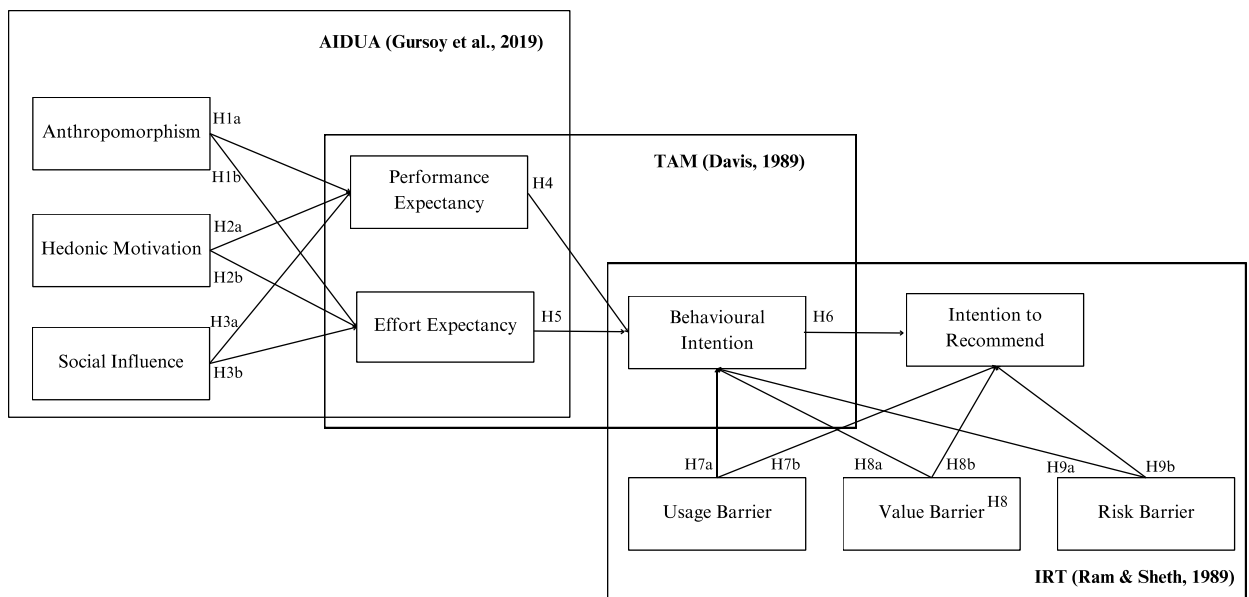 AIDUA (Gursoy et al., 2019)
Anthropomorphism
H1a
H1b
TAM (Davis, 1989)
Performance
Expectancy
H4
Hedonic Motivation
H2a
H2b
Effort Expectancy
H5
Social Influence
H3a
H3b
Behavioural
Intention
H6
Intention to
Recommend
H7a
H7b
H8a
H8b
H9a
H9b
Usage Barrier
Value Barrier H8
Risk Barrier
IRT (Ram & Sheth, 1989)